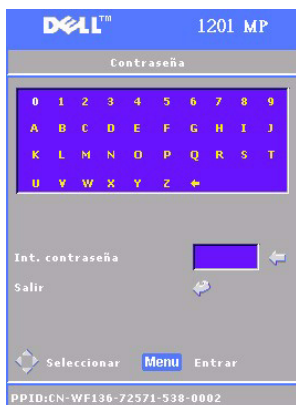 DELL™ 1201 MP
Contraseña
0 1 2 3 4 5 6 7 8 9
A B C D E F G H I J
K L M N O P Q R S T
U V W X Y Z
Int. contraseña
Salir
Seleccionar Menu Entrar
PPID:CN-WF136-72571-538-0002